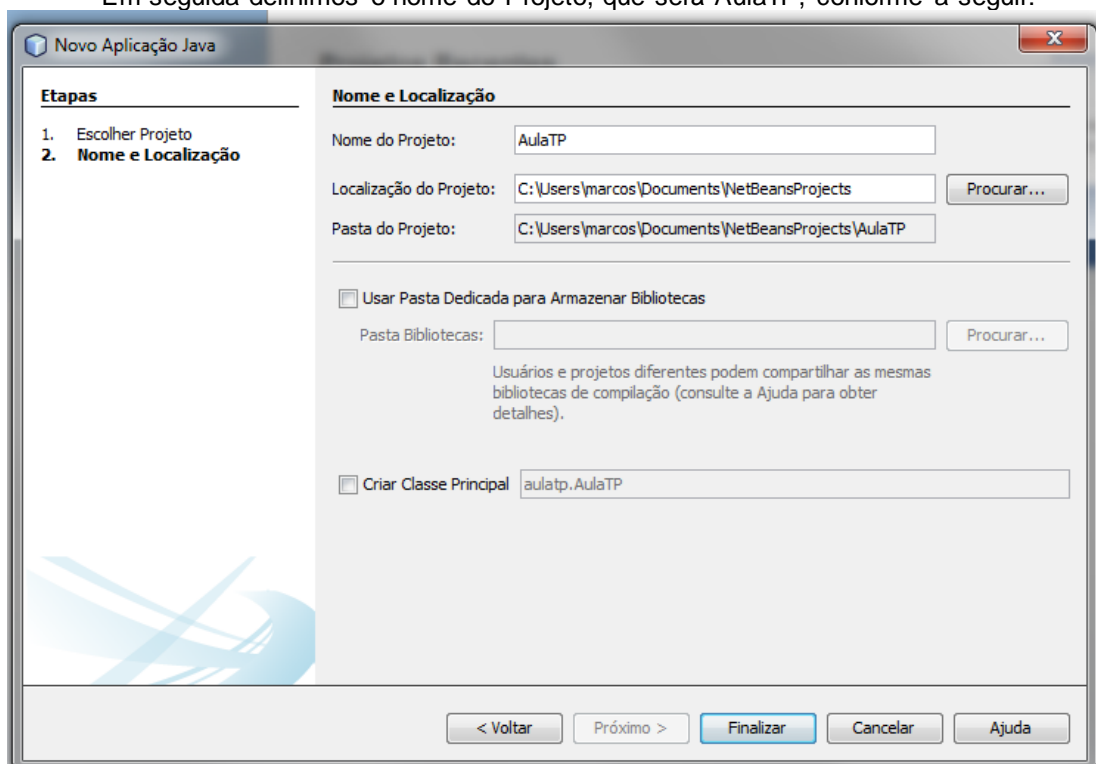 Em seguida definimos o nome do Projeto, que será AulaTP, conforme a seguir:
Novo Aplicação Java
Etapas
1. Escolher Projeto
2. Nome e Localização
Nome e Localização
Nome do Projeto: AulaTP
Localização do Projeto: C:\Users\marcos\Documents\NetBeansProjects Procurar...
Pasta do Projeto: C:\Users\marcos\Documents\NetBeansProjects\AulaTP
Usar Pasta Dedicada para Armazenar Bibliotecas
Pasta Bibliotecas: Procurar...
Usuários e projetos diferentes podem compartilhar as mesmas
bibliotecas de compilação (consulte a Ajuda para obter
detalhes).
Criar Classe Principal aulatp.AulaTP
< Voltar Próximo > Finalizar Cancelar Ajuda